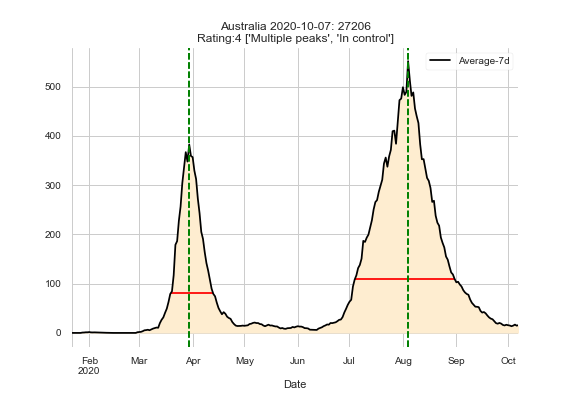 Australia 2020-10-07: 27206
Rating:4 ['Multiple peaks', 'In control']
Average-7d
500
400
300
200
100
0
Feb
2020
Mar
Apr
May
Jun
Jul
Aug
Sep
Oct
Date